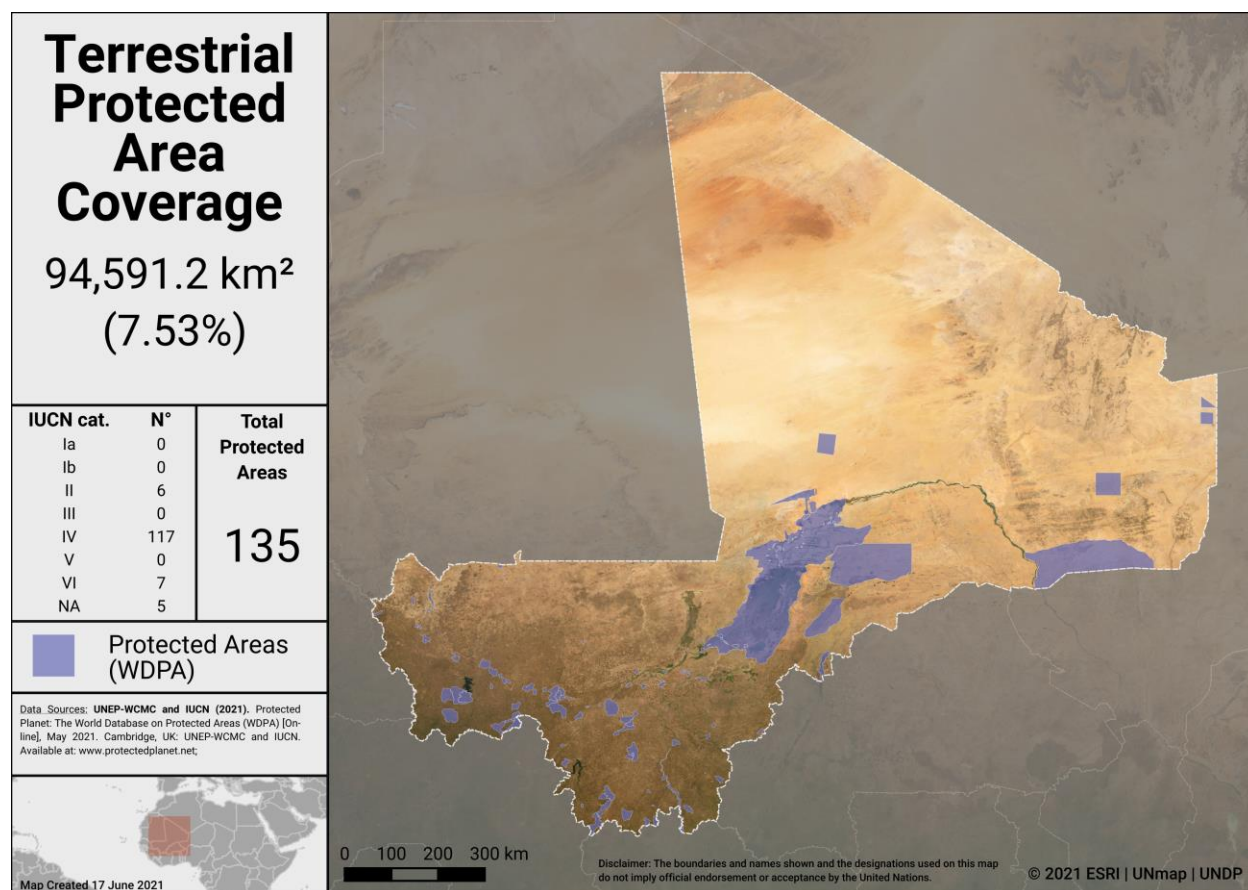 Terrestrial
Protected
Area
Coverage
94,591.2 km²
(7.53%)
IUCN cat. N°
Ia 0
Ib 0
II 6
III 0
IV 117
V 0
VI 7
NA 5
Total
Protected
Areas
135
Protected Areas
(WDPA)
Data Sources: UNEP-WCMC and IUCN (2021). Protected
Planet: The World Database on Protected Areas (WDPA) [On-
line], May 2021. Cambridge, UK: UNEP-WCMC and IUCN.
Available at: www.protectedplanet.net;
Map Created 17 June 2021
0 100 200 300 km
Disclaimer: The boundaries and names shown and the designations used on this map
do not imply official endorsement or acceptance by the United Nations.
© 2021 ESRI | UNmap | UNDP